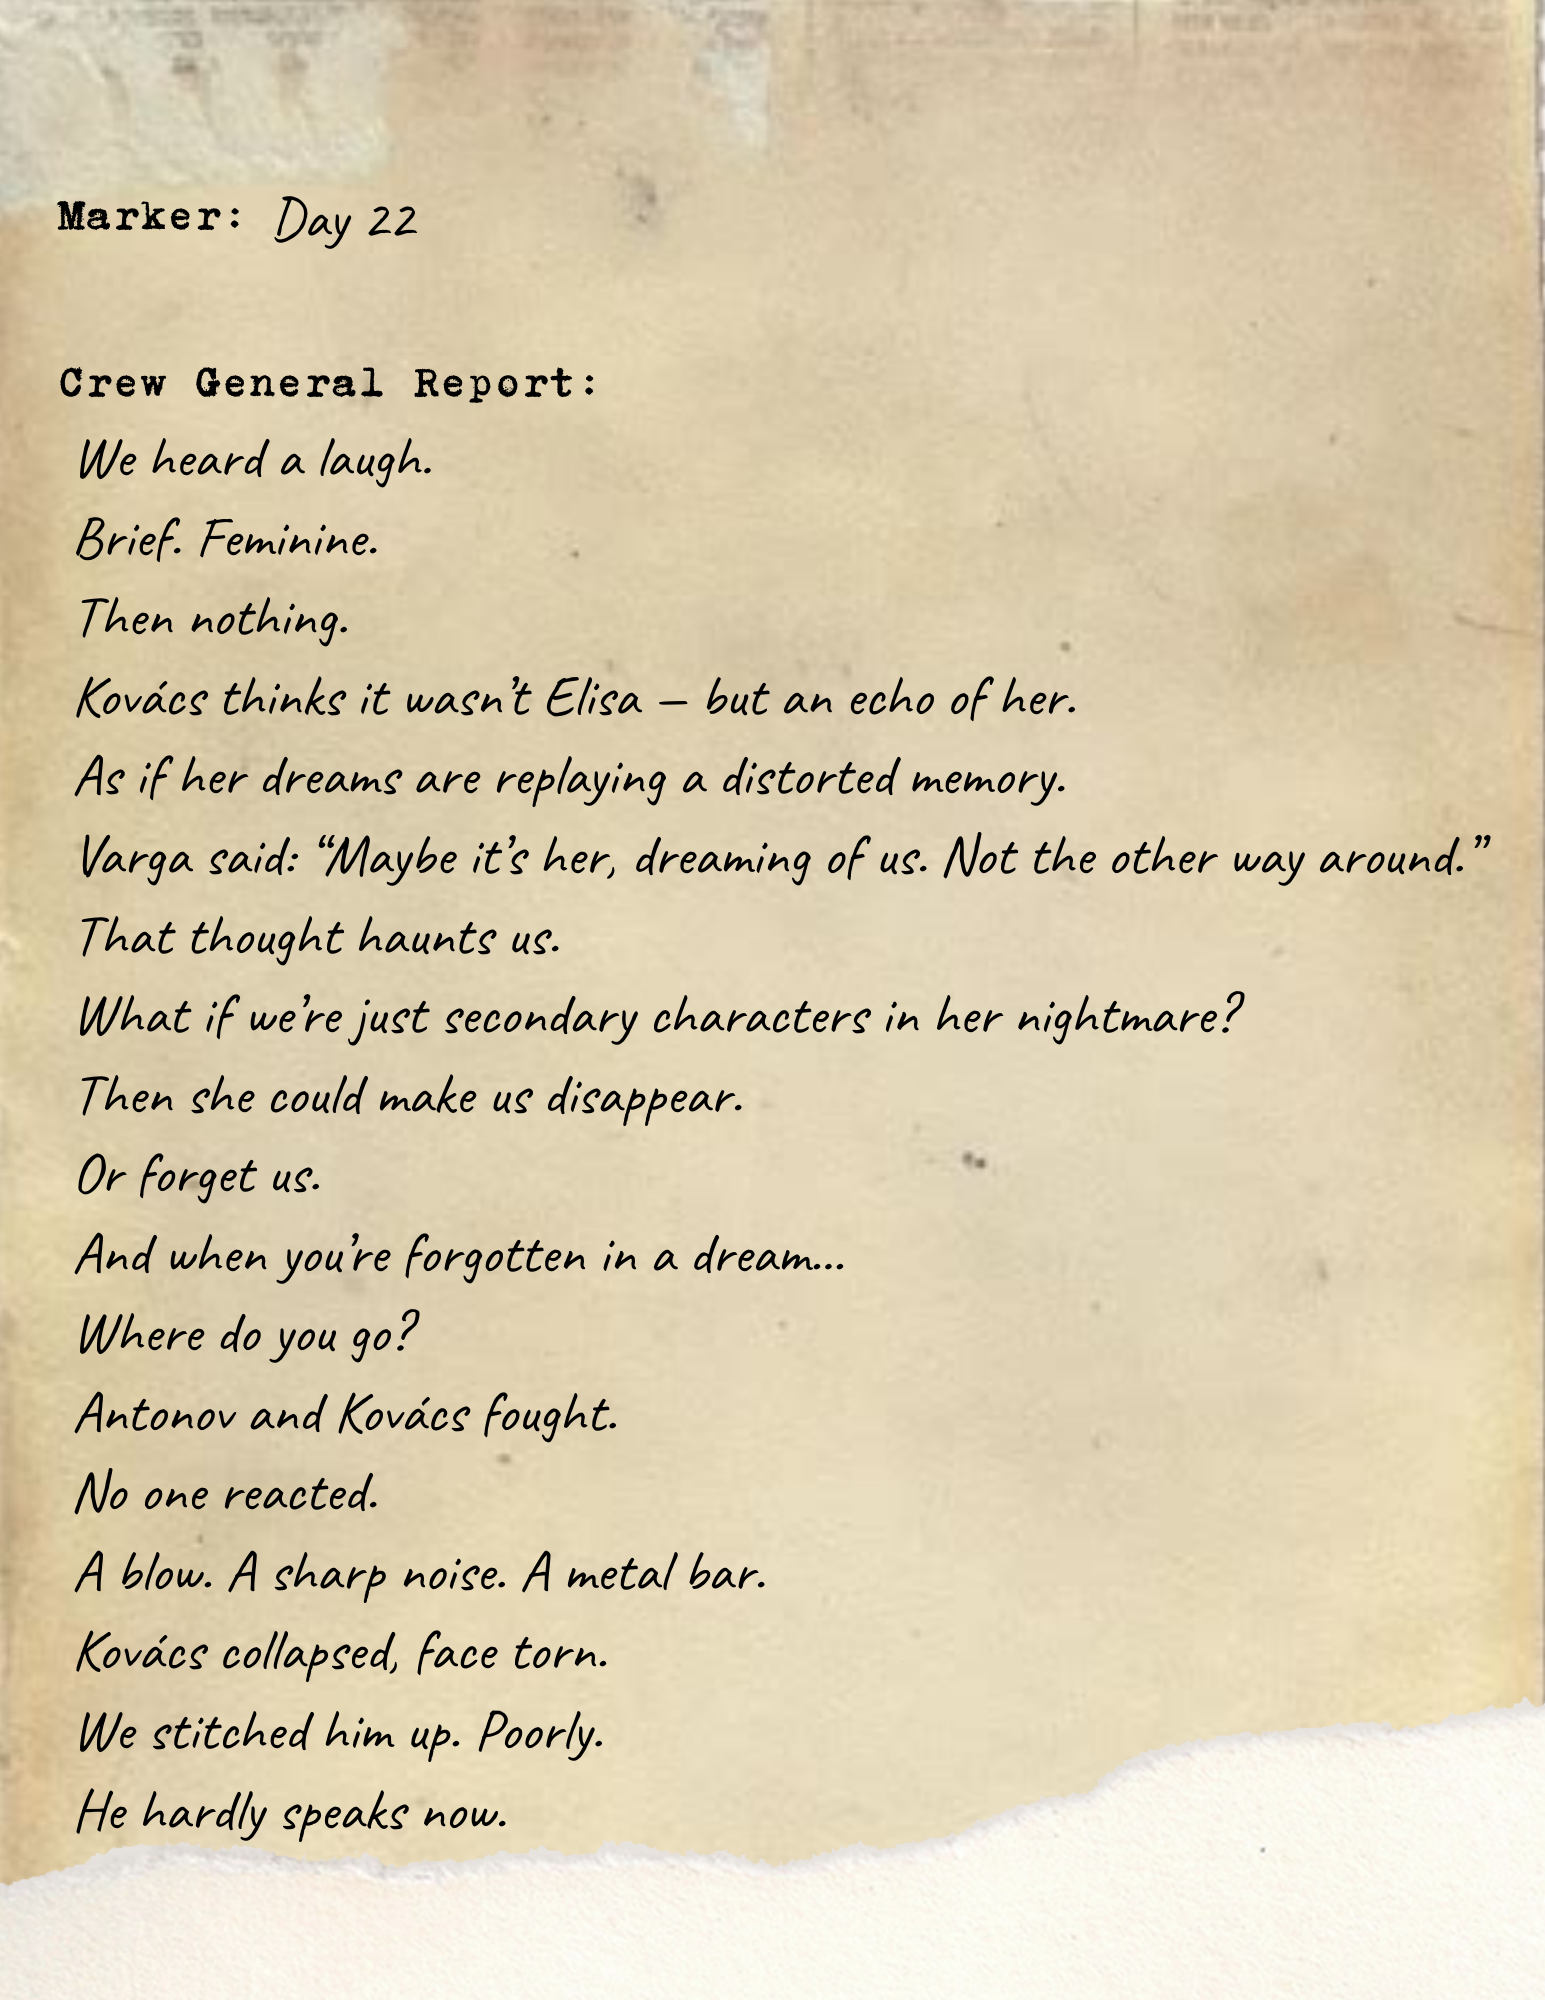 Marker: Day 22
Crew General Report:
We heard a laugh.
Brief. Feminine.
Then nothing.
Kovács thinks it wasn’t Elisa – but an echo of her.
As if her dreams are replaying a distorted memory.
Varga said: “Maybe it’s her, dreaming of us. Not the other way around.”
That thought haunts us.
What if we’re just secondary characters in her nightmare?
Then she could make us disappear.
Or forget us.
And when you’re forgotten in a dream...
Where do you go?
Antonov and Kovács fought.
No one reacted.
A blow. A sharp noise. A metal bar.
Kovács collapsed, face torn.
We stitched him up. Poorly.
He hardly speaks now.